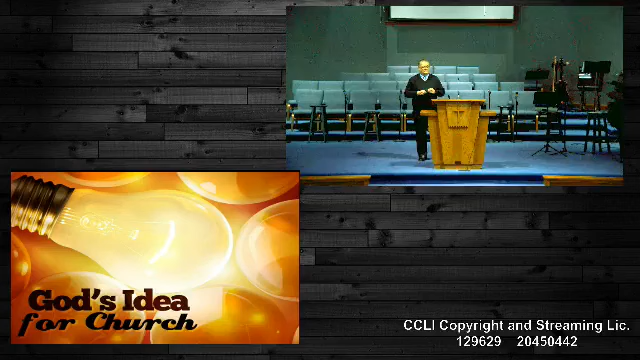 God's Idea
for Church
CCLI Copyright and Streaming Lic.
129629 20450442